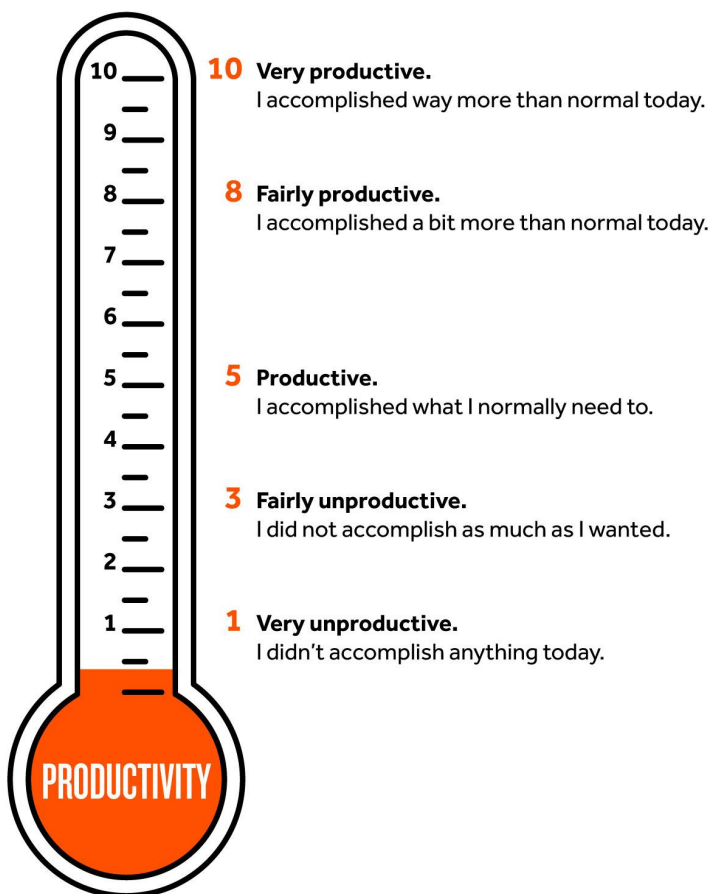 10 10 Very productive.
I accomplished way more than normal today.
9
8 8 Fairly productive.
I accomplished a bit more than normal today.
7
6
5 5 Productive.
I accomplished what I normally need to.
4
3 3 Fairly unproductive.
I did not accomplish as much as I wanted.
2
1 1 Very unproductive.
I didn't accomplish anything today.
PRODUCTIVITY